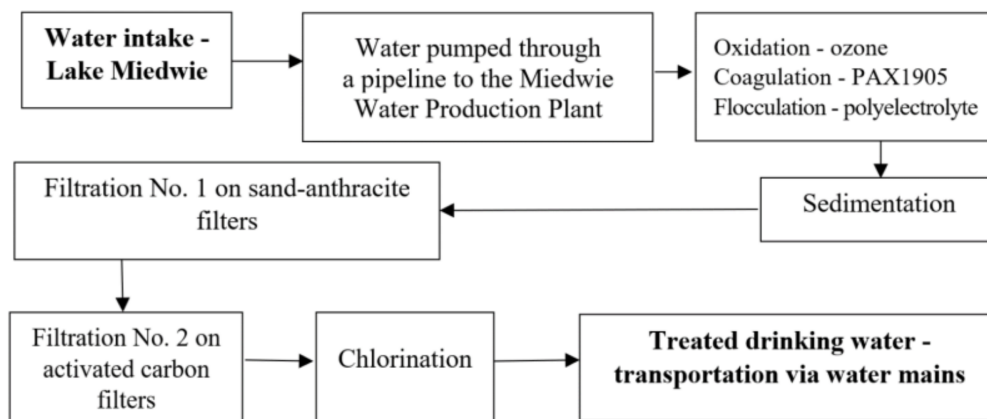 Water intake -
Lake Miedwie
Water pumped through
a pipeline to the Miedwie
Water Production Plant
Oxidation - ozone
Coagulation - PAX1905
Flocculation - polyelectrolyte
Sedimentation
Filtration No. 1 on sand-anthracite
filters
Filtration No. 2 on
activated carbon
filters
Chlorination
Treated drinking water -
transportation via water mains